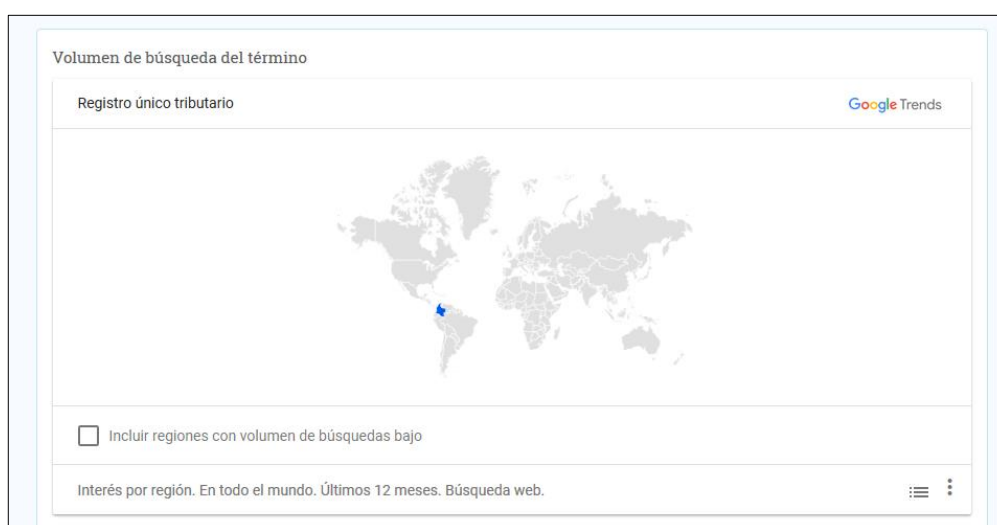 Volumen de búsqueda del término
Registro único tributario
Google Trends
Incluir regiones con volumen de búsquedas bajo
Interés por región. En todo el mundo. Últimos 12 meses. Búsqueda web.